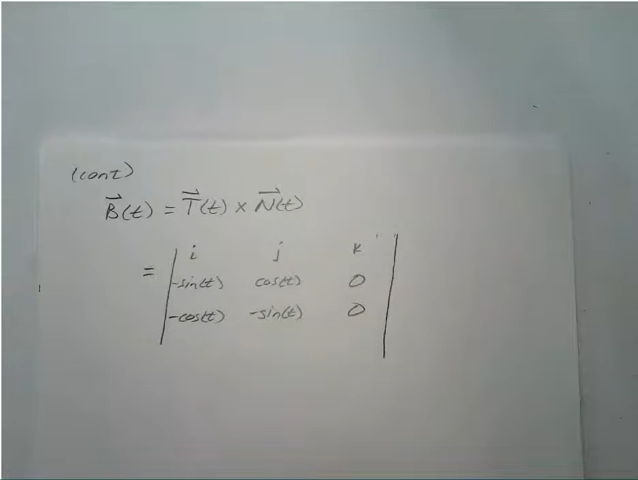 (cont)
B⃗(t) = T⃗(t) × N⃗(t)
= | i j k |
| -sin(t) cos(t) 0 |
| -cos(t) -sin(t) 0 |